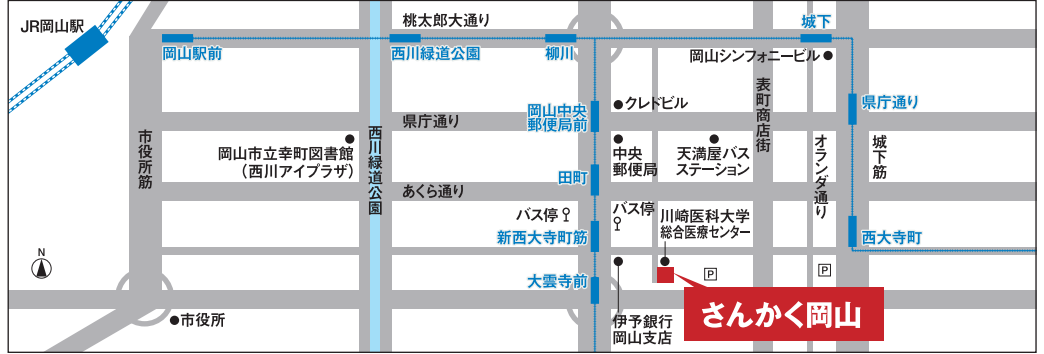 JR岡山駅
桃太郎大通り
城下
岡山駅前
西川緑道公園
柳川
岡山シンフォニービル
クレドビル
県庁通り
岡山中央
郵便局前
県庁通り
表町商店街
市役所筋
西川緑道公園
岡山市立幸町図書館
(西川アイプラザ)
中央
郵便局
天満屋バス
ステーション
オランダ通り
城下筋
田町
あくら通り
バス停
バス停
川崎医科大学
総合医療センター
新西大寺町筋
西大寺町
N
大雲寺前
P
P
さんかく岡山
市役所
伊予銀行
岡山支店